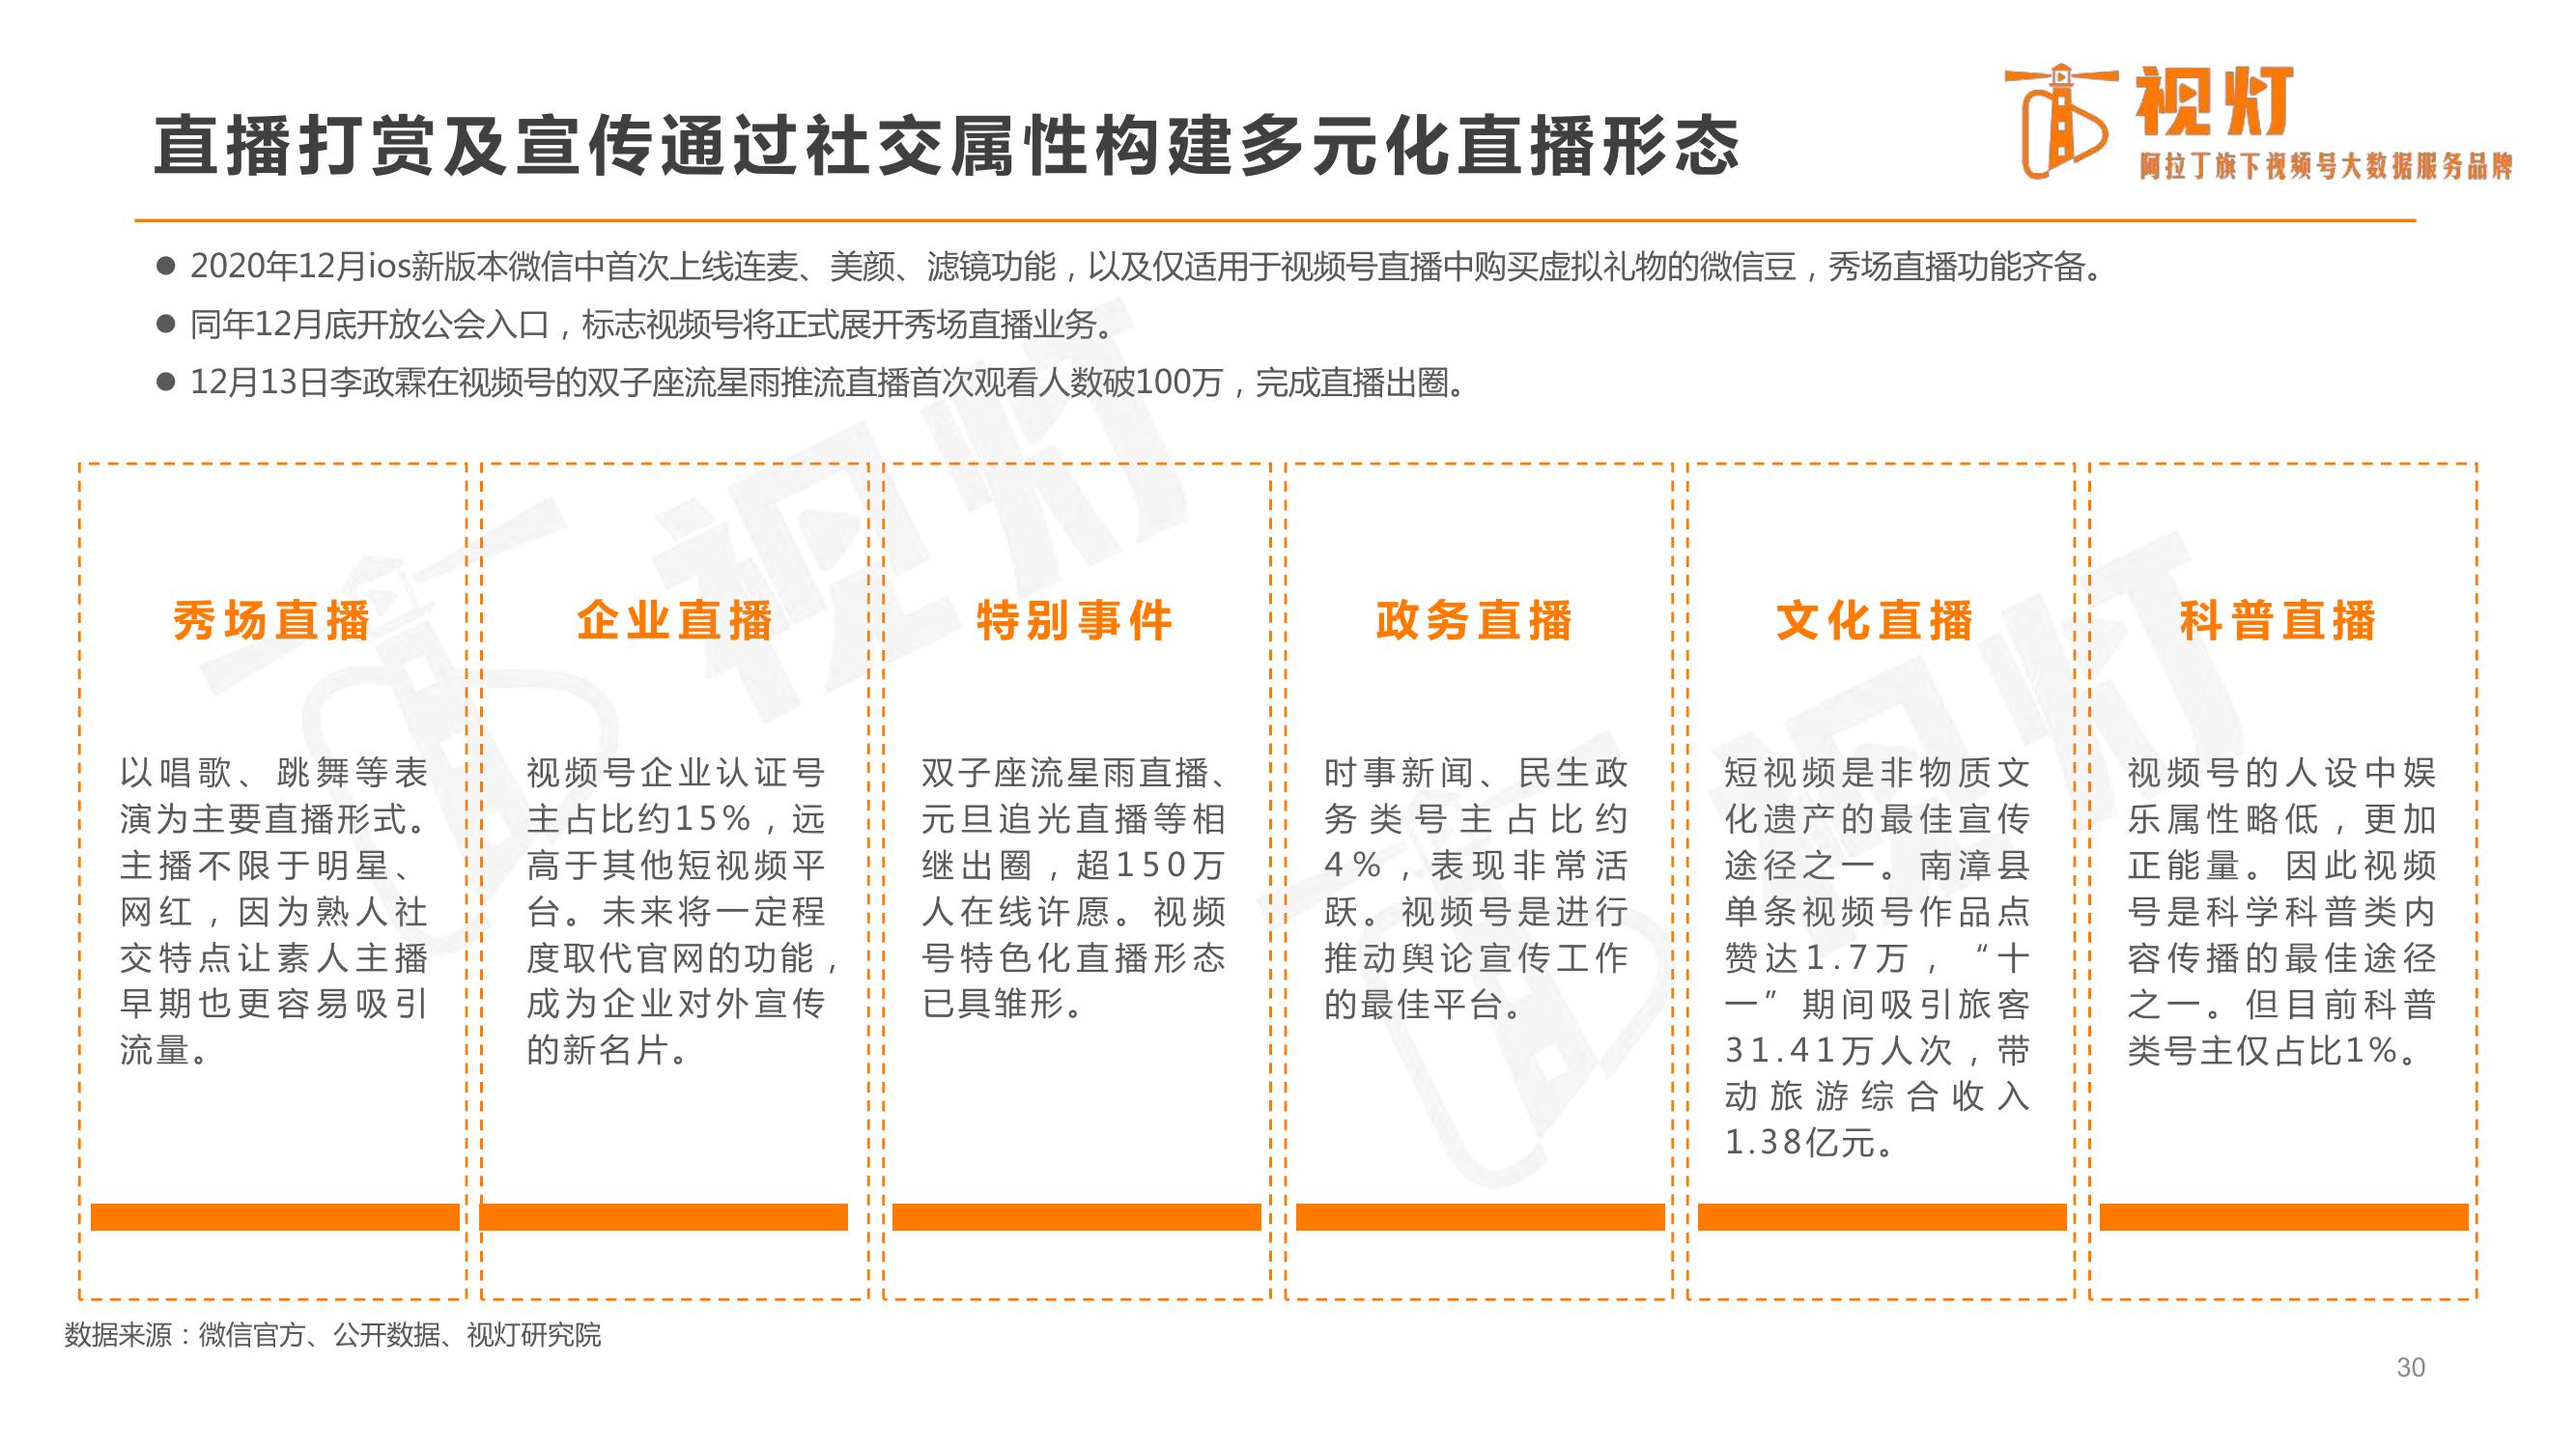 直播打赏及宣传通过社交属性构建多元化直播形态
视灯
阿拉丁旗下视频号大数据服务品牌
● 2020年12月ios新版本微信中首次上线连麦、美颜、滤镜功能，以及仅适用于视频号直播中购买虚拟礼物的微信豆，秀场直播功能齐备。
● 同年12月底开放公会入口，标志视频号将正式展开秀场直播业务。
● 12月13日李政霖在视频号的双子座流星雨推流直播首次观看人数破100万，完成直播出圈。
秀场直播
以唱歌、跳舞等表
演为主要直播形式。
主播不限于明星、
网红，因为熟人社
交特点让素人主播
早期也更容易吸引
流量。
企业直播
视频号企业认证号
主占比约15%，远
高于其他短视频平
台。未来将一定程
度取代官网的功能，
成为企业对外宣传
的新名片。
特别事件
双子座流星雨直播、
元旦追光直播等相
继出圈，超150万
人在线许愿。视频
号特色化直播形态
已具雏形。
政务直播
时事新闻、民生政
务类号主占比约
4%，表现非常活
跃。视频号是进行
推动舆论宣传工作
的最佳平台。
文化直播
短视频是非物质文
化遗产的最佳宣传
途径之一。南漳县
单条视频号作品点
赞达1.7万，“十
一”期间吸引旅客
31.41万人次，带
动旅游综合收入
1.38亿元。
科普直播
视频号的人设中娱
乐属性略低，更加
正能量。因此视频
号是科学科普类内
容传播的最佳途径
之一。但目前科普
类号主仅占比1%。
视灯
视灯
数据来源：微信官方、公开数据、视灯研究院
30